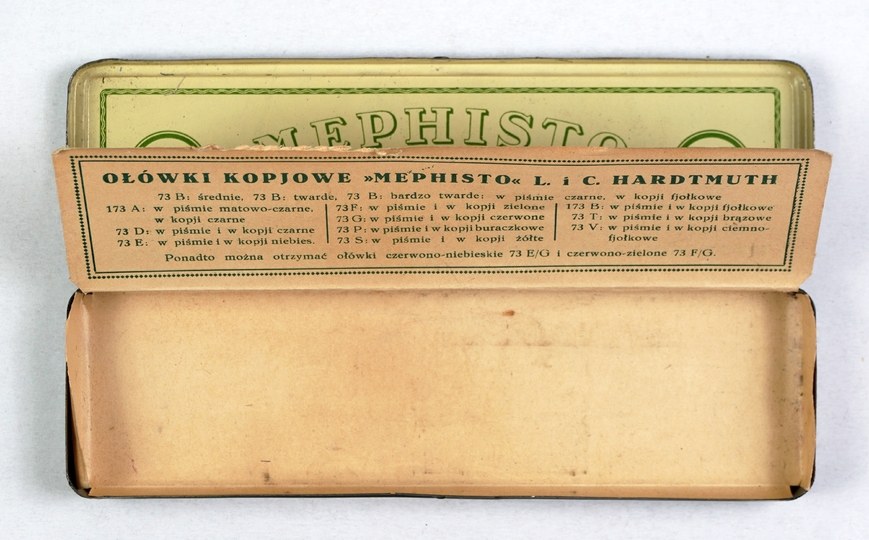 MEPHISTO
OŁÓWKI KOPJOWE »MEPHISTO« L. i C. HARDTMUTH
73 B: średnie, 73 B: twarde, 73 B: bardzo twarde: w piśmie czarne, w kopji fjołkowe
173 A: w piśmie matowo-czarne,
w kopji czarne
73 D: w piśmie i w kopji czarne
73 E: w piśmie i w kopji niebies.
73 F: w piśmie i w kopji zielone
73 G: w piśmie i w kopji czerwone
73 P: w piśmie i w kopji buraczkowe
73 S: w piśmie i w kopji żółte
173 B: w piśmie i w kopji fjołkowe
73 T: w piśmie i w kopji brązowe
73 V: w piśmie i w kopji ciemno-
fjołkowe
Ponadto można otrzymać ołówki czerwono-niebieskie 73 E/G i czerwono-zielone 73 F/G.